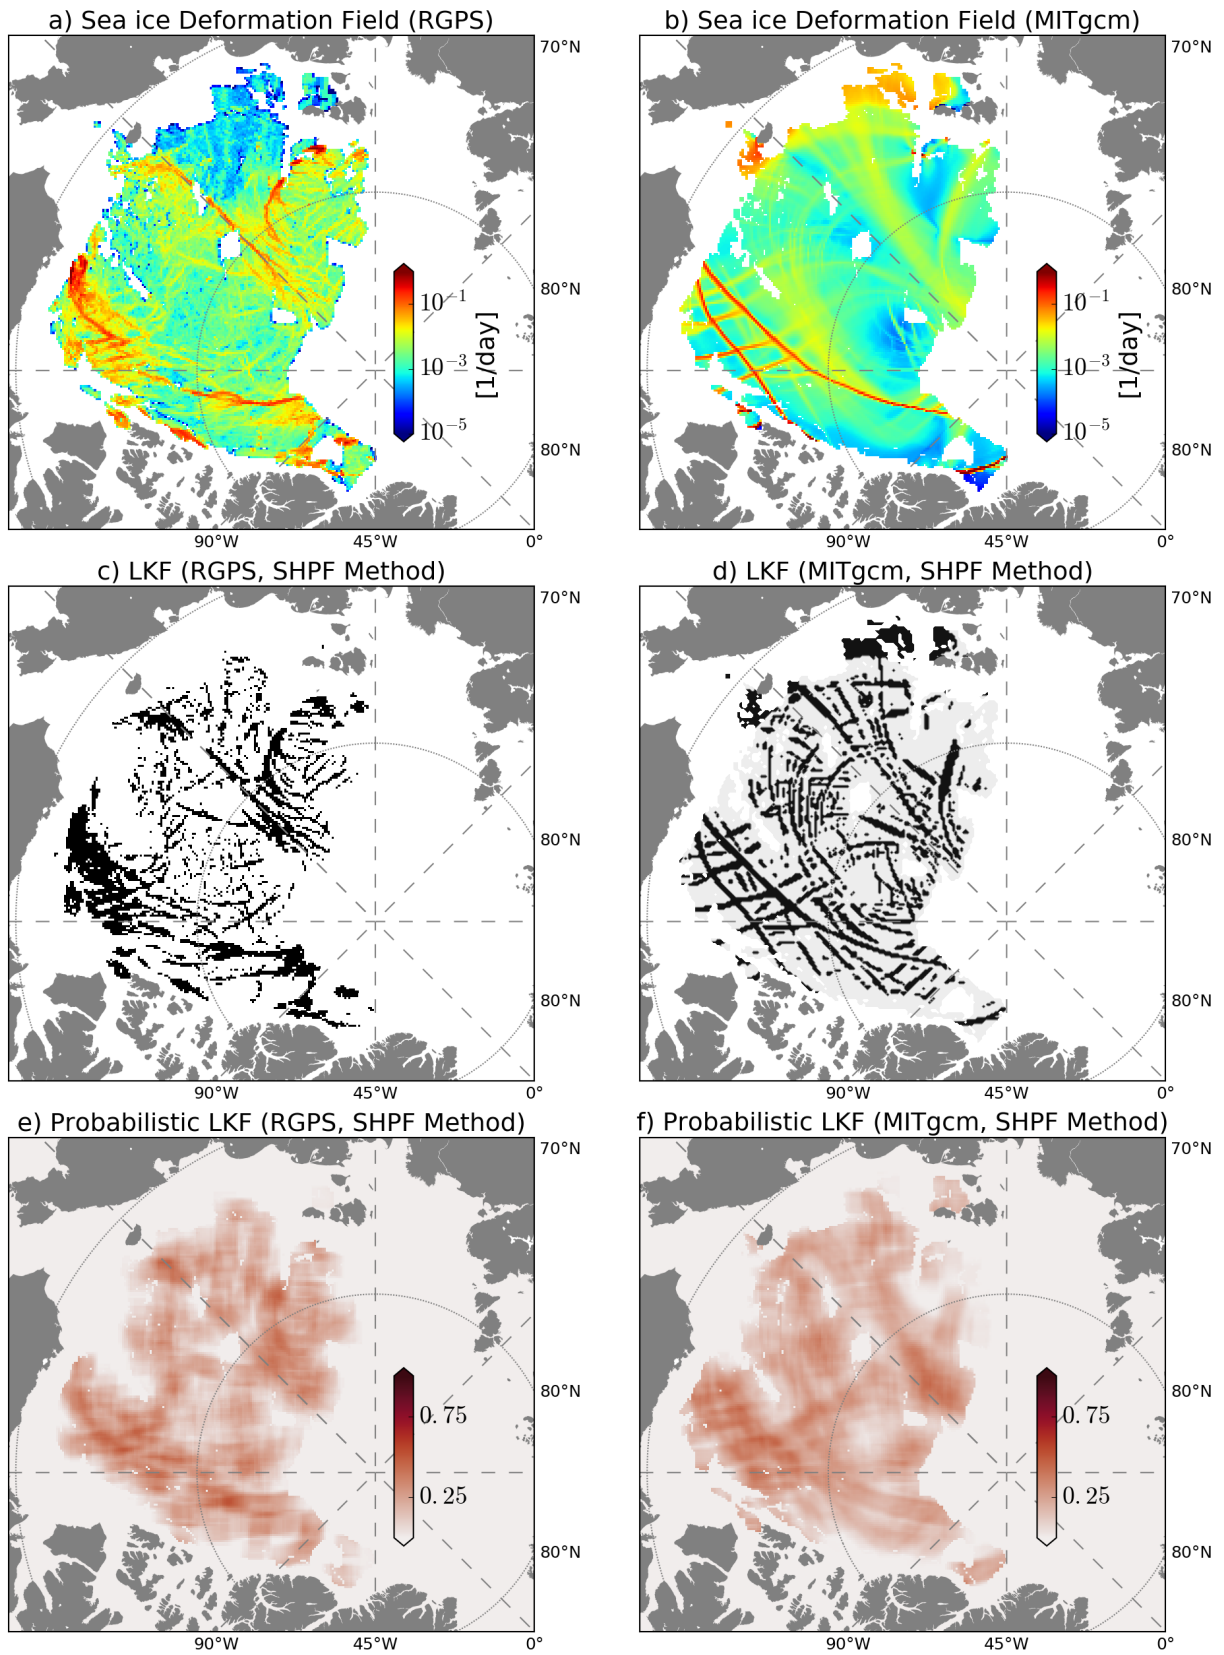 a) Sea ice Deformation Field (RGPS)
b) Sea ice Deformation Field (MITgcm)
70°N
70°N
10⁻¹
10⁻³
10⁻⁵
[1/day]
80°N
80°N
10⁻¹
10⁻³
10⁻⁵
[1/day]
80°N
80°N
90°W
45°W
0°
90°W
45°W
0°
c) LKF (RGPS, SHPF Method)
d) LKF (MITgcm, SHPF Method)
70°N
70°N
80°N
80°N
80°N
80°N
90°W
45°W
0°
90°W
45°W
0°
e) Probabilistic LKF (RGPS, SHPF Method)
f) Probabilistic LKF (MITgcm, SHPF Method)
70°N
70°N
0.75
0.25
80°N
80°N
0.75
0.25
80°N
80°N
90°W
45°W
0°
90°W
45°W
0°